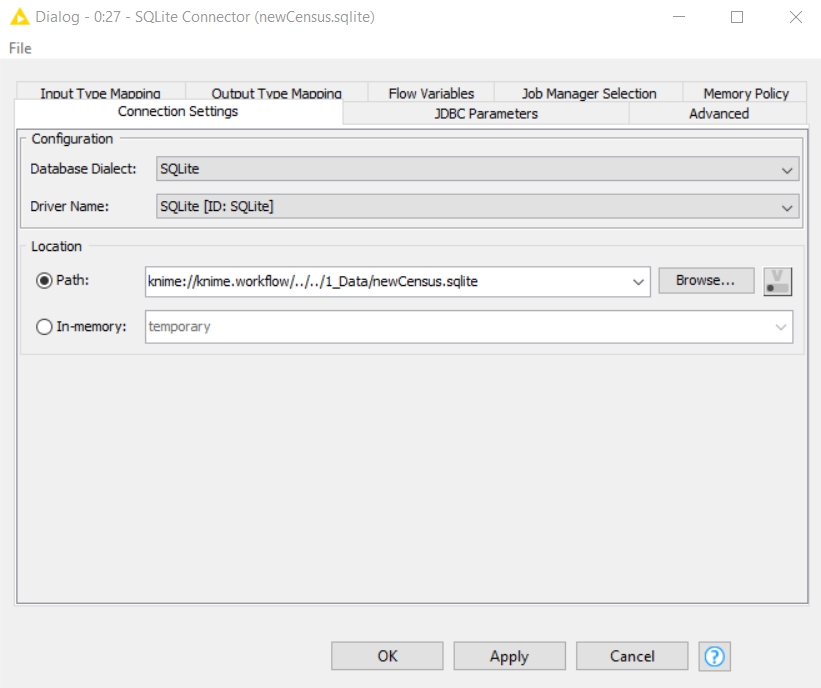 Dialog - 0:27 - SQLite Connector (newCensus.sqlite)
File
Input Type Mapping Output Type Mapping Flow Variables Job Manager Selection Memory Policy
Connection Settings JDBC Parameters Advanced
Configuration
Database Dialect: SQLite
Driver Name: SQLite [ID: SQLite]
Location
Path: knime://knime.workflow/../../1_Data/newCensus.sqlite Browse... V
In-memory: temporary
OK Apply Cancel ?